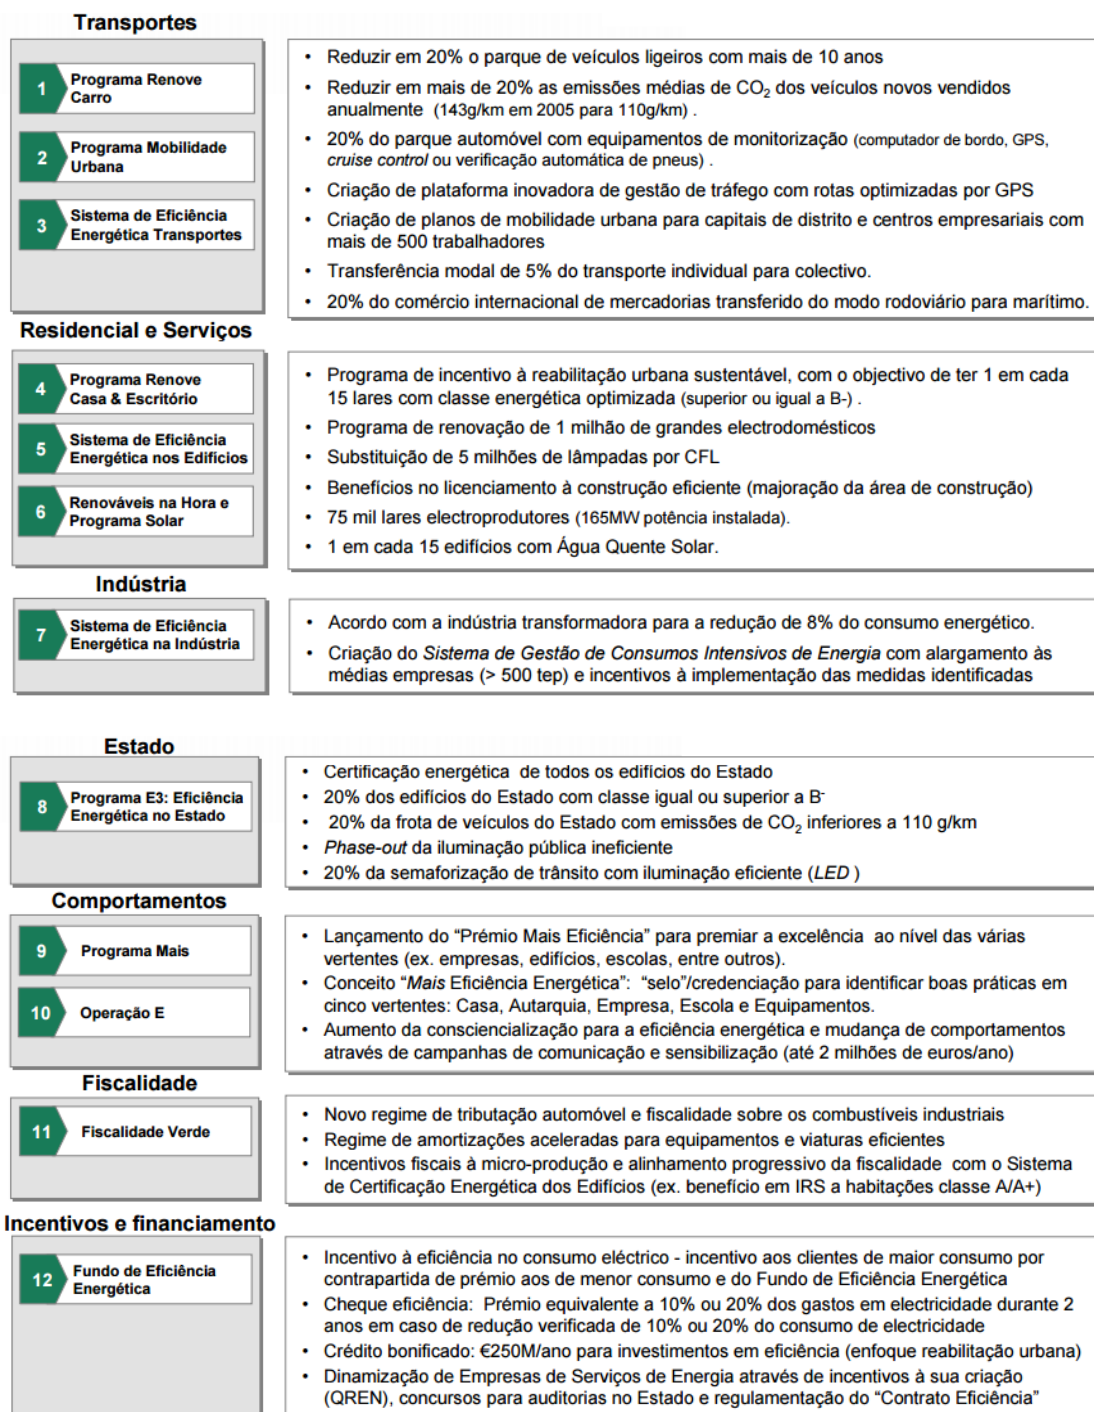 Transportes
1 Programa Renove
Carro
2 Programa Mobilidade
Urbana
3 Sistema de Eficiência
Energética Transportes
• Reduzir em 20% o parque de veículos ligeiros com mais de 10 anos
• Reduzir em mais de 20% as emissões médias de CO₂ dos veículos novos vendidos
anualmente (143g/km em 2005 para 110g/km) .
• 20% do parque automóvel com equipamentos de monitorização (computador de bordo, GPS,
cruise control ou verificação automática de pneus) .
• Criação de plataforma inovadora de gestão de tráfego com rotas optimizadas por GPS
• Criação de planos de mobilidade urbana para capitais de distrito e centros empresariais com
mais de 500 trabalhadores
• Transferência modal de 5% do transporte individual para colectivo.
• 20% do comércio internacional de mercadorias transferido do modo rodoviário para marítimo.
Residencial e Serviços
4 Programa Renove
Casa & Escritório
5 Sistema de Eficiência
Energética nos Edifícios
6 Renováveis na Hora e
Programa Solar
• Programa de incentivo à reabilitação urbana sustentável, com o objectivo de ter 1 em cada
15 lares com classe energética optimizada (superior ou igual a B-) .
• Programa de renovação de 1 milhão de grandes electrodomésticos
• Substituição de 5 milhões de lâmpadas por CFL
• Benefícios no licenciamento à construção eficiente (majoração da área de construção)
• 75 mil lares electroprodutores (165MW potência instalada).
• 1 em cada 15 edifícios com Água Quente Solar.
Indústria
7 Sistema de Eficiência
Energética na Indústria
• Acordo com a indústria transformadora para a redução de 8% do consumo energético.
• Criação do Sistema de Gestão de Consumos Intensivos de Energia com alargamento às
médias empresas (> 500 tep) e incentivos à implementação das medidas identificadas
Estado
8 Programa E3: Eficiência
Energética no Estado
• Certificação energética de todos os edifícios do Estado
• 20% dos edifícios do Estado com classe igual ou superior a B⁻
• 20% da frota de veículos do Estado com emissões de CO₂ inferiores a 110 g/km
• Phase-out da iluminação pública ineficiente
• 20% da semaforização de trânsito com iluminação eficiente (LED )
Comportamentos
9 Programa Mais
10 Operação E
• Lançamento do “Prémio Mais Eficiência” para premiar a excelência ao nível das várias
vertentes (ex. empresas, edifícios, escolas, entre outros).
• Conceito “Mais Eficiência Energética”: “selo”/credenciação para identificar boas práticas em
cinco vertentes: Casa, Autarquia, Empresa, Escola e Equipamentos.
• Aumento da consciencialização para a eficiência energética e mudança de comportamentos
através de campanhas de comunicação e sensibilização (até 2 milhões de euros/ano)
Fiscalidade
11 Fiscalidade Verde
• Novo regime de tributação automóvel e fiscalidade sobre os combustíveis industriais
• Regime de amortizações aceleradas para equipamentos e viaturas eficientes
• Incentivos fiscais à micro-produção e alinhamento progressivo da fiscalidade com o Sistema
de Certificação Energética dos Edifícios (ex. benefício em IRS a habitações classe A/A+)
Incentivos e financiamento
12 Fundo de Eficiência
Energética
• Incentivo à eficiência no consumo eléctrico - incentivo aos clientes de maior consumo por
contrapartida de prémio aos de menor consumo e do Fundo de Eficiência Energética
• Cheque eficiência: Prémio equivalente a 10% ou 20% dos gastos em electricidade durante 2
anos em caso de redução verificada de 10% ou 20% do consumo de electricidade
• Crédito bonificado: €250M/ano para investimentos em eficiência (enfoque reabilitação urbana)
• Dinamização de Empresas de Serviços de Energia através de incentivos à sua criação
(QREN), concursos para auditorias no Estado e regulamentação do “Contrato Eficiência”